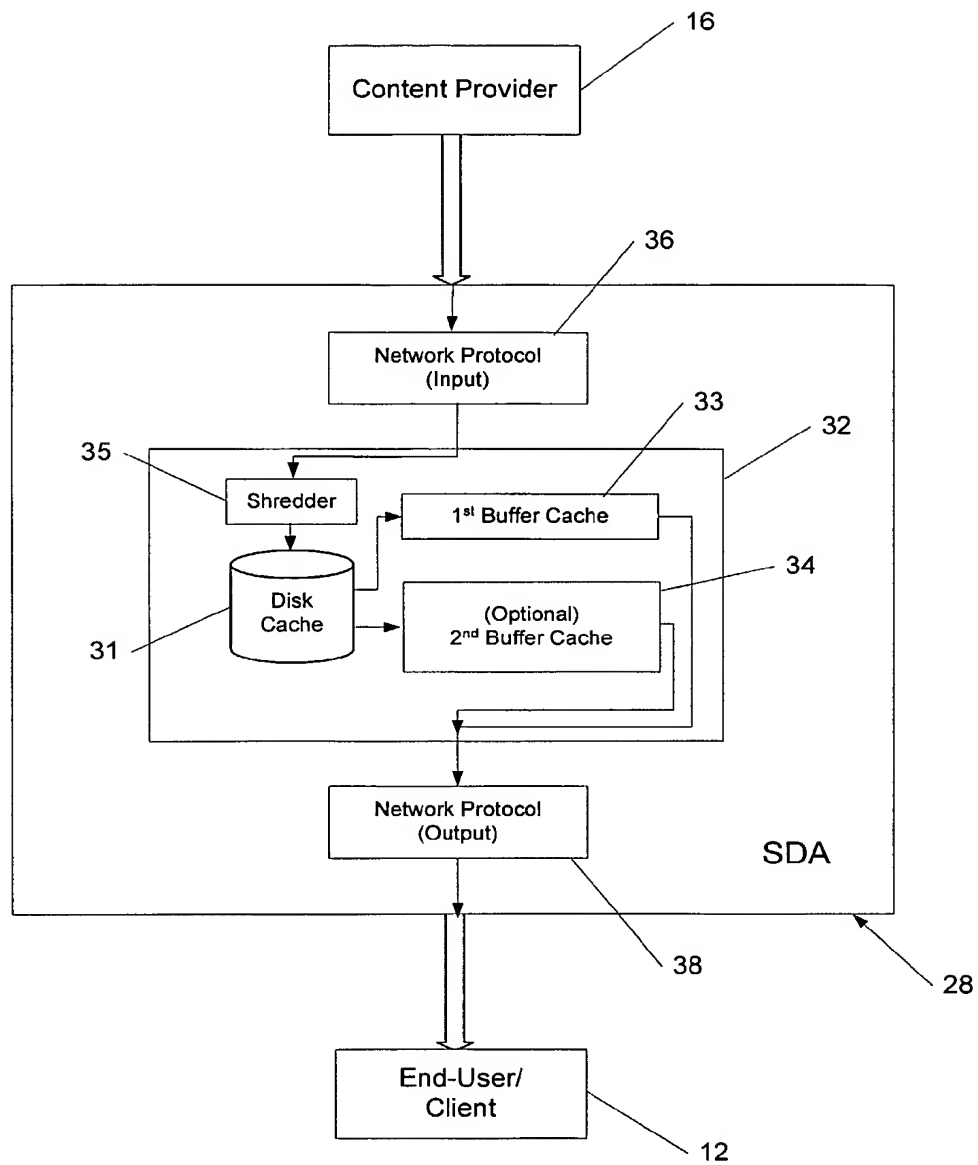 16
Content Provider
36
Network Protocol
(Input)
33
32
35
Shredder
1st Buffer Cache
34
Disk
Cache
(Optional)
2nd Buffer Cache
31
Network Protocol
(Output)
SDA
38
28
End-User/
Client
12